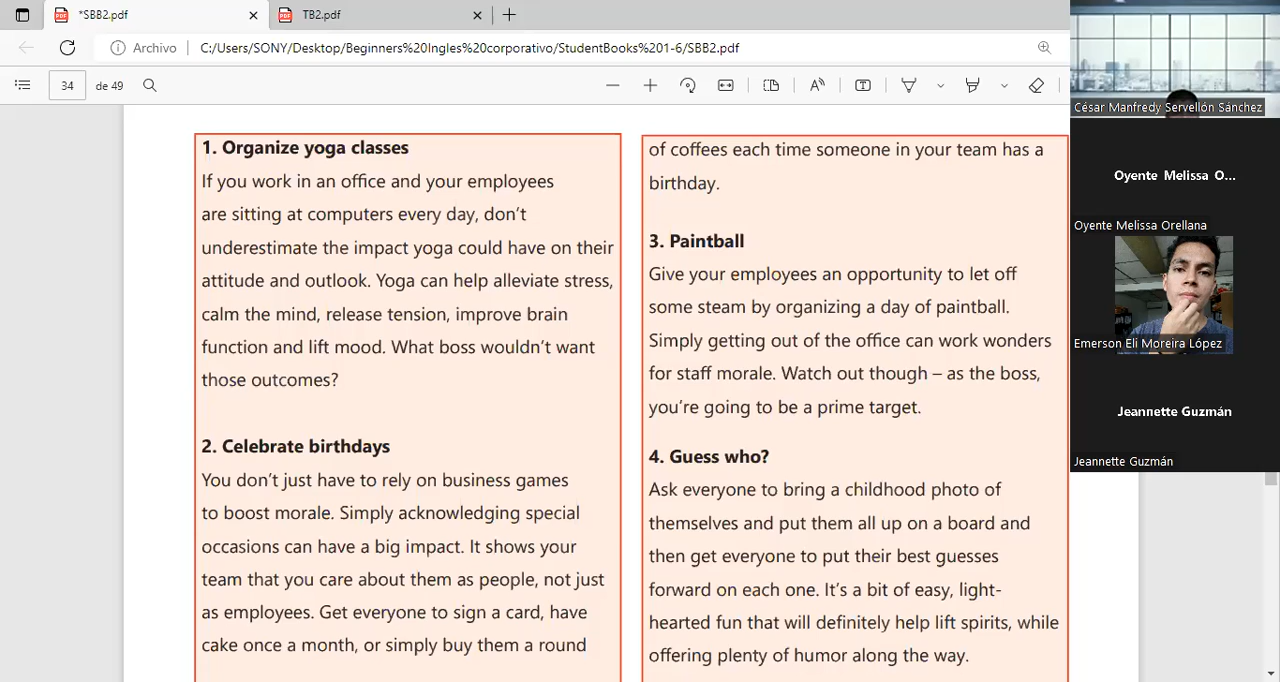 *SBB2.pdf
TB2.pdf
Archivo
C:/Users/SONY/Desktop/Beginners%20Ingles%20corporativo/StudentBooks%201-6/SBB2.pdf
34
de 49
1. Organize yoga classes
If you work in an office and your employees
are sitting at computers every day, don't
underestimate the impact yoga could have on their
attitude and outlook. Yoga can help alleviate stress,
calm the mind, release tension, improve brain
function and lift mood. What boss wouldn't want
those outcomes?
2. Celebrate birthdays
You don't just have to rely on business games
to boost morale. Simply acknowledging special
occasions can have a big impact. It shows your
team that you care about them as people, not just
as employees. Get everyone to sign a card, have
cake once a month, or simply buy them a round
of coffees each time someone in your team has a
birthday.
3. Paintball
Give your employees an opportunity to let off
some steam by organizing a day of paintball.
Simply getting out of the office can work wonders
for staff morale. Watch out though – as the boss,
you're going to be a prime target.
4. Guess who?
Ask everyone to bring a childhood photo of
themselves and put them all up on a board and
then get everyone to put their best guesses
forward on each one. It's a bit of easy, light-
hearted fun that will definitely help lift spirits, while
offering plenty of humor along the way.
César Manfredy Servellón Sánchez
Oyente Melissa O...
Oyente Melissa Orellana
Emerson Eli Moreira López
Jeannette Guzmán
Jeannette Guzmán